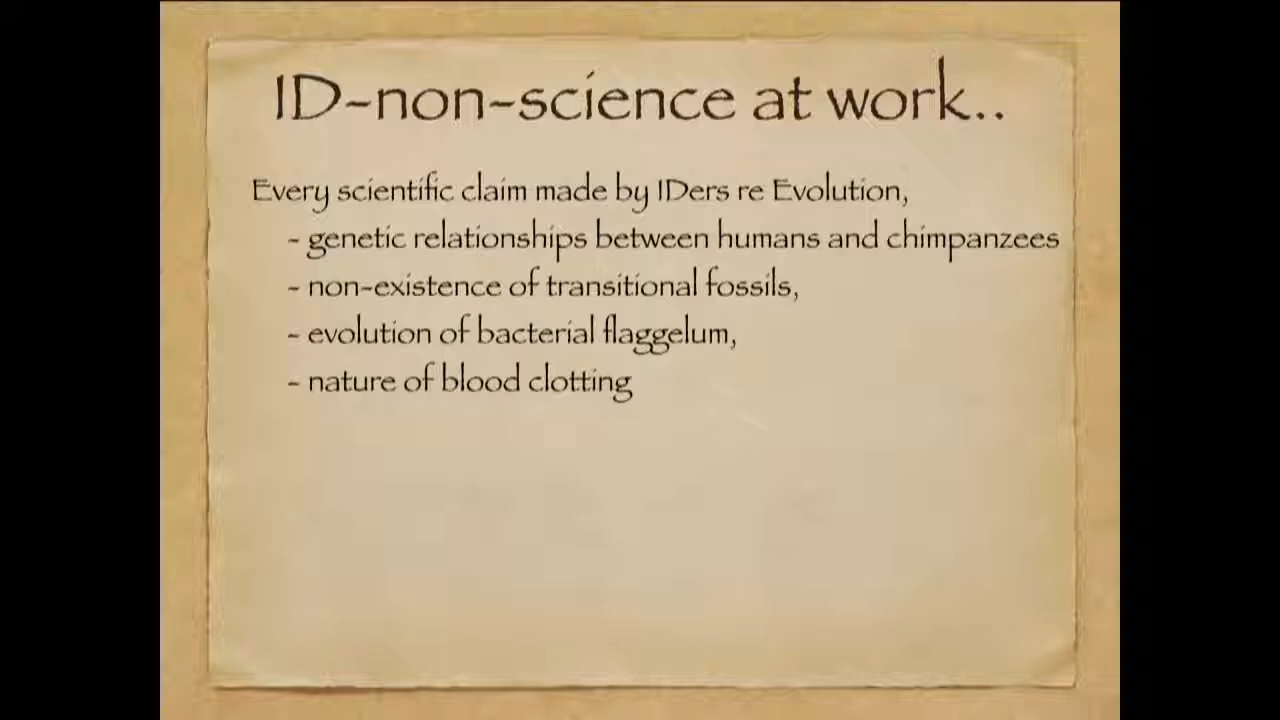 ID-non-science at work..
Every scientific claim made by IDers re Evolution,
- genetic relationships between humans and chimpanzees
- non-existence of transitional fossils,
- evolution of bacterial flaggelum,
- nature of blood clotting